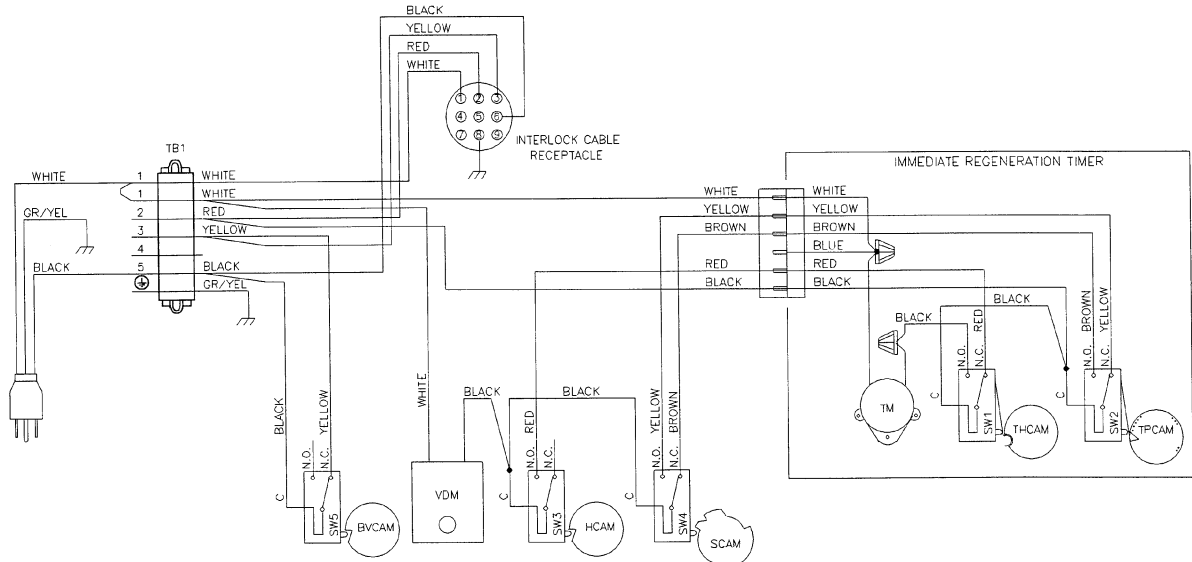 BLACK
YELLOW
RED
WHITE
1 2 3
4 5 6
7 8 9
INTERLOCK CABLE
RECEPTACLE
TB1
WHITE
GR/YEL
BLACK
1
1
2
3
4
5
WHITE
WHITE
RED
YELLOW
BLACK
GR/YEL
IMMEDIATE REGENERATION TIMER
WHITE
YELLOW
BROWN
RED
BLACK
WHITE
YELLOW
BROWN
BLUE
RED
BLACK
BLACK
BLACK
RED
BROWN
YELLOW
N.O.
N.C.
C
SW1
THCAM
N.O.
N.C.
C
SW2
TPCAM
TM
BLACK
YELLOW
N.O.
N.C.
C
SW5
BVCAM
WHITE
VDM
BLACK
BLACK
RED
N.O.
N.C.
C
SW3
HCAM
YELLOW
BROWN
N.O.
N.C.
C
SW4
SCAM